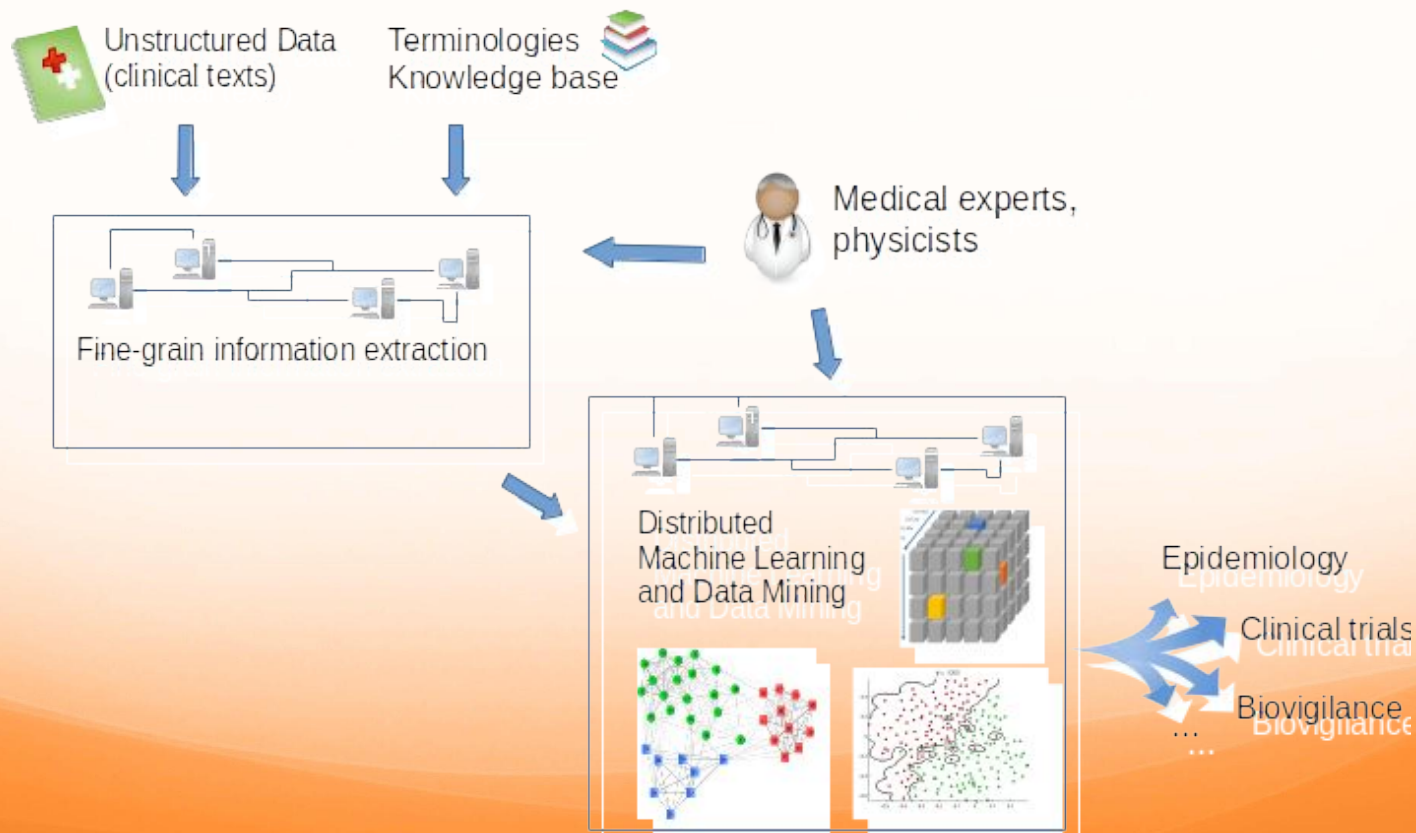 Unstructured Data
(clinical texts)
Terminologies
Knowledge base
Medical experts,
physicists
Fine-grain information extraction
Distributed
Machine Learning
and Data Mining
Epidemiology
Clinical trials
Biovigilance
...